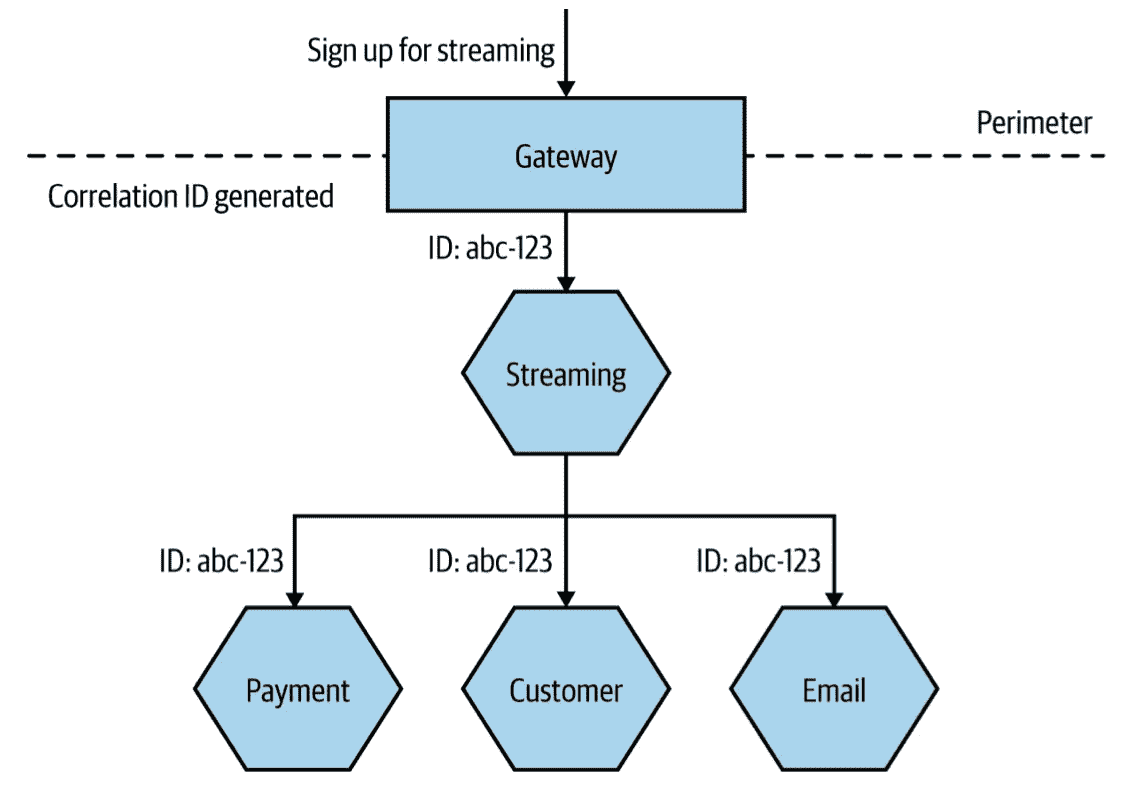 Sign up for streaming
Perimeter
Gateway
Correlation ID generated
ID: abc-123
Streaming
ID: abc-123
ID: abc-123
ID: abc-123
Payment
Customer
Email